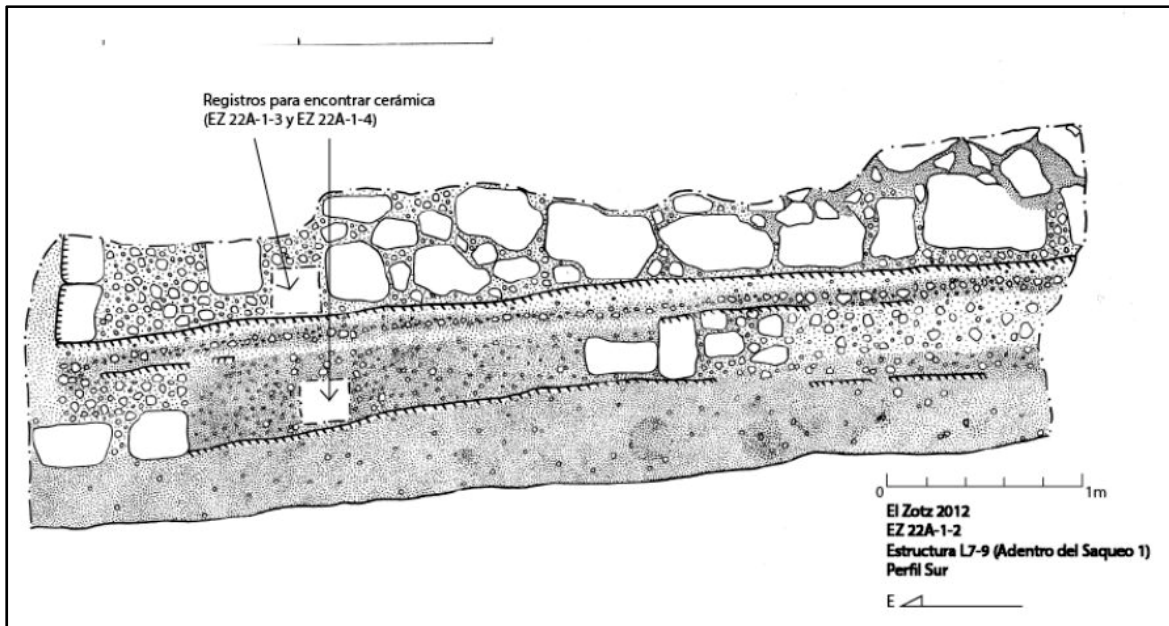 Registros para encontrar cerámica
(EZ 22A-1-3 y EZ 22A-1-4)
0 1m
El Zotz 2012
EZ 22A-1-2
Estructura L7-9 (Adentro del Saqueo 1)
Perfil Sur
E